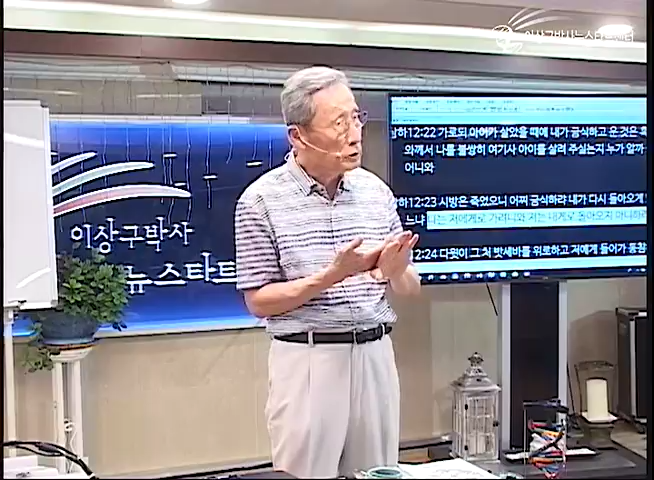 이상구박사뉴스타트센터
이상구박사
뉴스타트
12:22 가로되 아이가 살았을 때에 내가 금식하고 운 것은 혹
와께서 나를 불쌍히 여기사 아이를 살려 주실는지 누가 알까
어니와
12:23 시방은 죽었으니 어찌 금식하랴 내가 다시 돌아오게
느냐 나는 저에게로 가려니와 저는 내게로 돌아오지 아니하리
12:24 다윗이 그 처 밧세바를 위로하고 저에게 들어가 동침